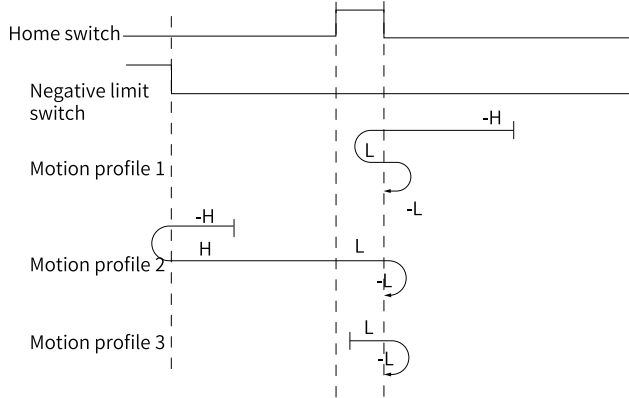 Home switch
Negative limit
switch
-H
L
Motion profile 1
-L
-H
H
L
Motion profile 2
-L
L
Motion profile 3
-L